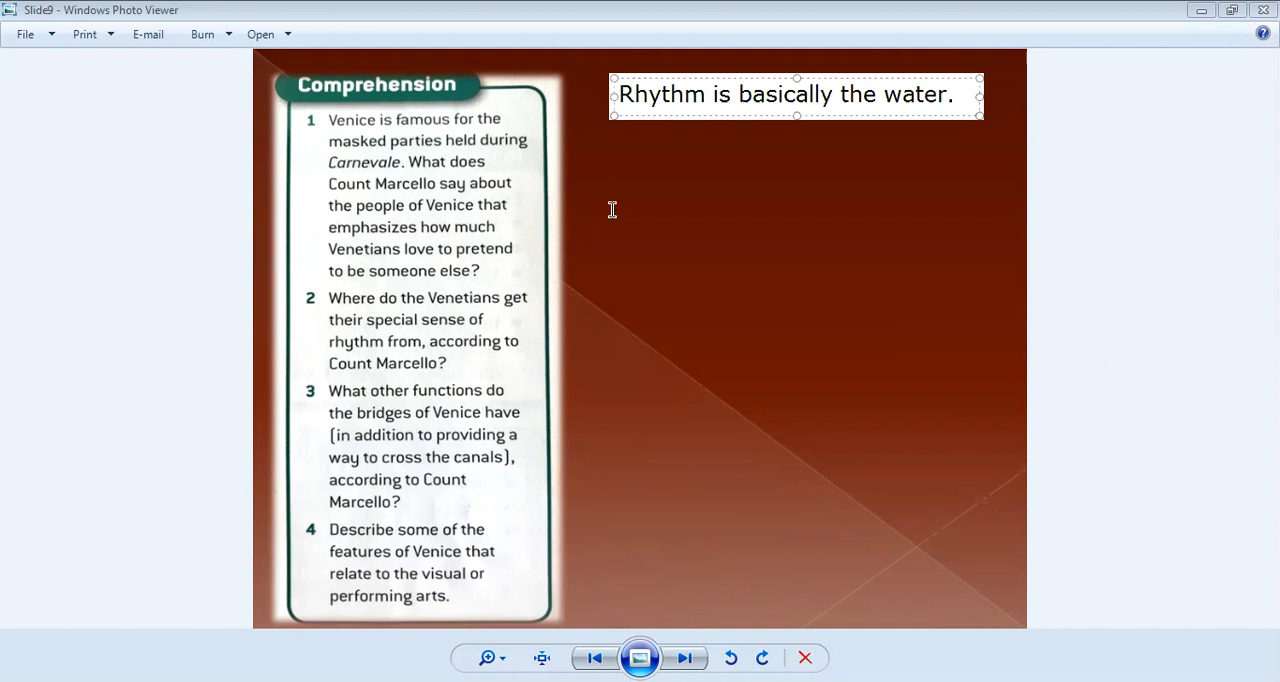 Slide9 - Windows Photo Viewer
File Print E-mail Burn Open
Comprehension
1 Venice is famous for the
masked parties held during
Carnevale. What does
Count Marcello say about
the people of Venice that
emphasizes how much
Venetians love to pretend
to be someone else?
2 Where do the Venetians get
their special sense of
rhythm from, according to
Count Marcello?
3 What other functions do
the bridges of Venice have
(in addition to providing a
way to cross the canals),
according to Count
Marcello?
4 Describe some of the
features of Venice that
relate to the visual or
performing arts.
Rhythm is basically the water.